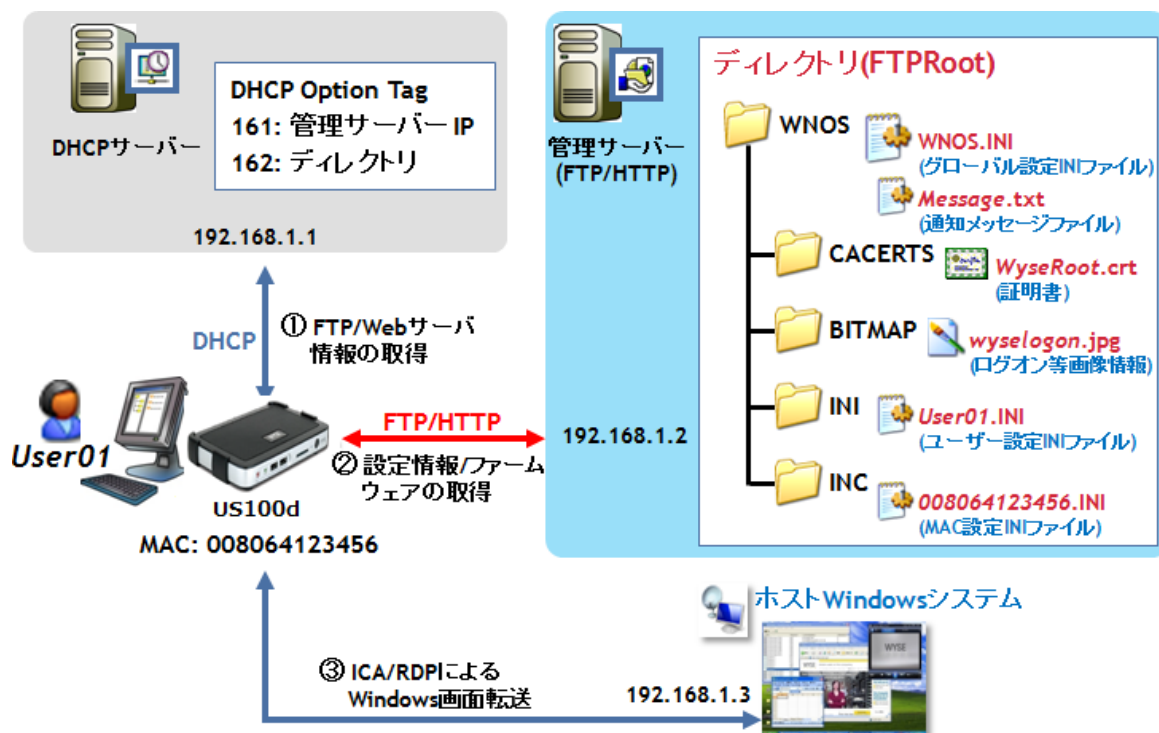 DHCPサーバー
DHCP Option Tag
161: 管理サーバー IP
162: ディレクトリ
192.168.1.1
管理サーバー
(FTP/HTTP)
ディレクトリ(FTPRoot)
WNOS
WNOS.INI
(グローバル設定INIファイル)
Message.txt
(通知メッセージファイル)
CACERTS
WyseRoot.crt
(証明書)
BITMAP
wyselogon.jpg
(ログオン等画像情報)
INI
User01.INI
(ユーザー設定INIファイル)
INC
008064123456.INI
(MAC設定INIファイル)
DHCP
① FTP/Webサーバ
情報の取得
User01
FTP/HTTP
192.168.1.2
② 設定情報/ファーム
ウェアの取得
US100d
MAC: 008064123456
ホストWindowsシステム
③ ICA/RDPによる
Windows画面転送
192.168.1.3
WYSE